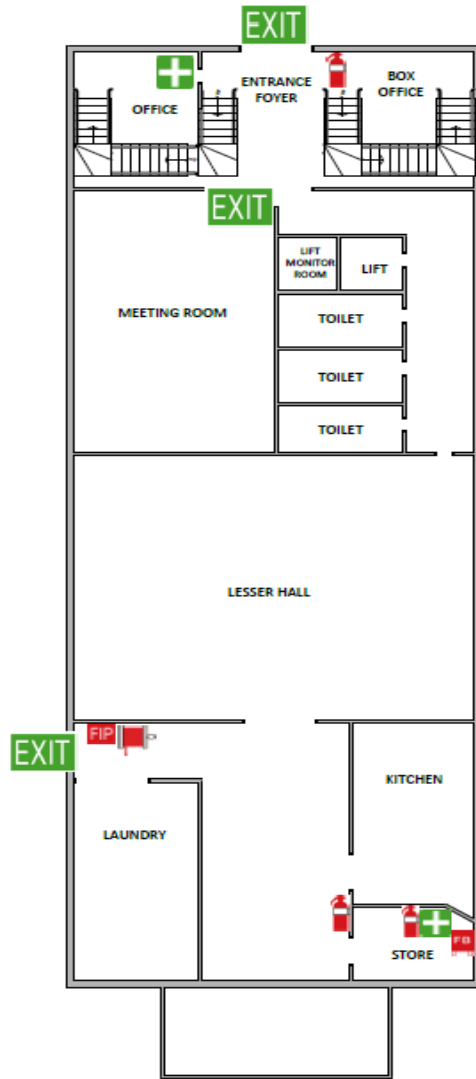 EXIT
OFFICE
ENTRANCE
FOYER
BOX
OFFICE
EXIT
LIFT
MONITOR
ROOM
LIFT
MEETING ROOM
TOILET
TOILET
TOILET
LESSER HALL
FIP
EXIT
KITCHEN
LAUNDRY
FB
STORE